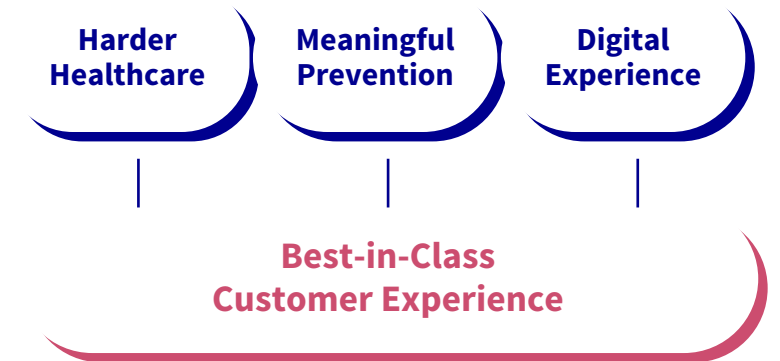 Harder
Healthcare
Meaningful
Prevention
Digital
Experience
Best-in-Class
Customer Experience